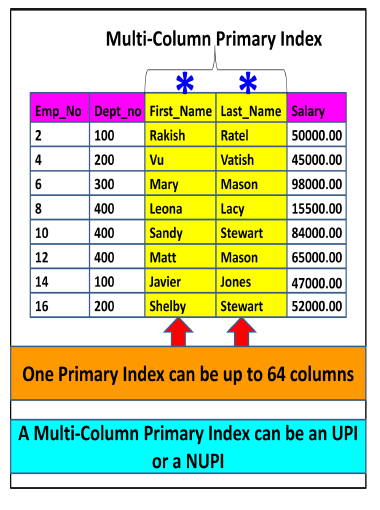 Multi-Column Primary Index
* *
Emp_No Dept_no First_Name Last_Name Salary
2 100 Rakish Ratel 50000.00
4 200 Vu Vatish 45000.00
6 300 Mary Mason 98000.00
8 400 Leona Lacy 15500.00
10 400 Sandy Stewart 84000.00
12 400 Matt Mason 65000.00
14 100 Javier Jones 47000.00
16 200 Shelby Stewart 52000.00
One Primary Index can be up to 64 columns
A Multi-Column Primary Index can be an UPI
or a NUPI